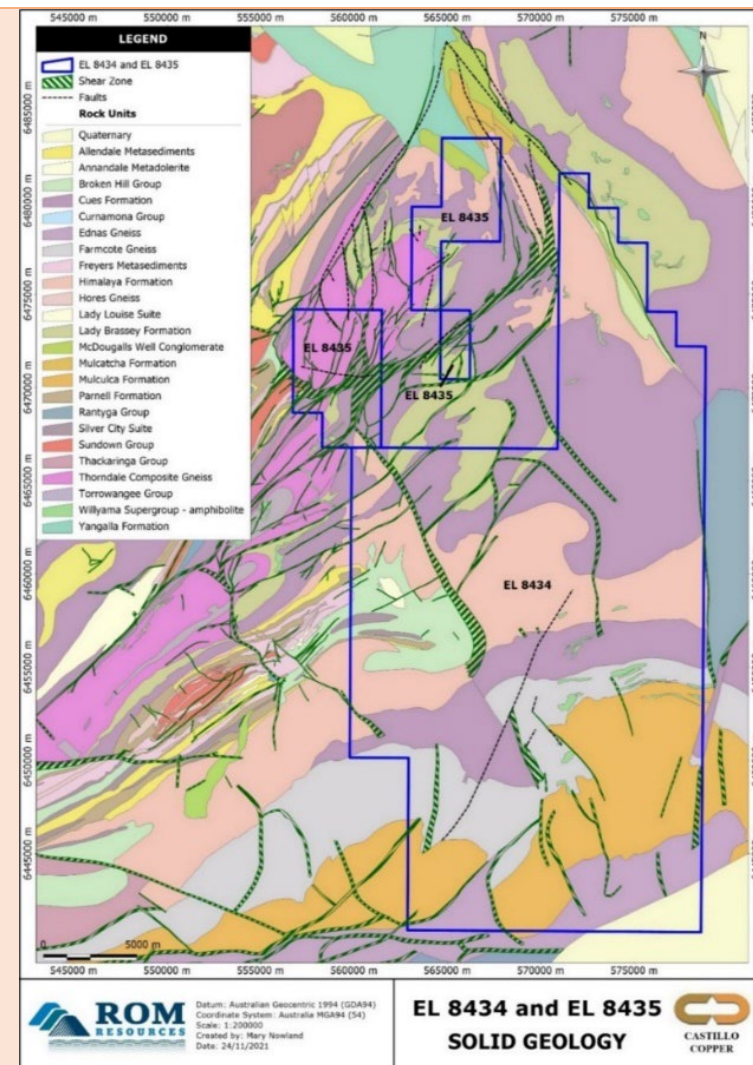 545000 m 550000 m 555000 m 560000 m 565000 m 570000 m 575000 m
LEGEND
EL 8434 and EL 8435
Shear Zone
Faults
Rock Units
Quaternary
Allendale Metasediments
Annandale Metadolerite
Broken Hill Group
Cues Formation
Curnamona Group
Ednas Gneiss
Farmcote Gneiss
Freyers Metasediments
Himalaya Formation
Hores Gneiss
Lady Louise Suite
Lady Brassey Formation
McDougalls Well Conglomerate
Mulcatcha Formation
Mulculca Formation
Parnell Formation
Rantyga Group
Silver City Suite
Sundown Group
Thackaringa Group
Thorndale Composite Gneiss
Torrowangee Group
Willyama Supergroup - amphibolite
Yangalla Formation
N
6485000 m
6480000 m
6475000 m
6470000 m
6465000 m
6460000 m
6455000 m
6450000 m
6445000 m
EL 8435
EL 8435
EL 8435
EL 8434
0 5000 m
545000 m 550000 m 555000 m 560000 m 565000 m 570000 m 575000 m
ROM
RESOURCES
Datum: Australian Geocentric 1994 (GDA94)
Coordinate System: Australia MGA94 (54)
Scale: 1:200000
Created by: Mary Nowland
Date: 24/11/2021
EL 8434 and EL 8435
SOLID GEOLOGY
CASTILLO
COPPER